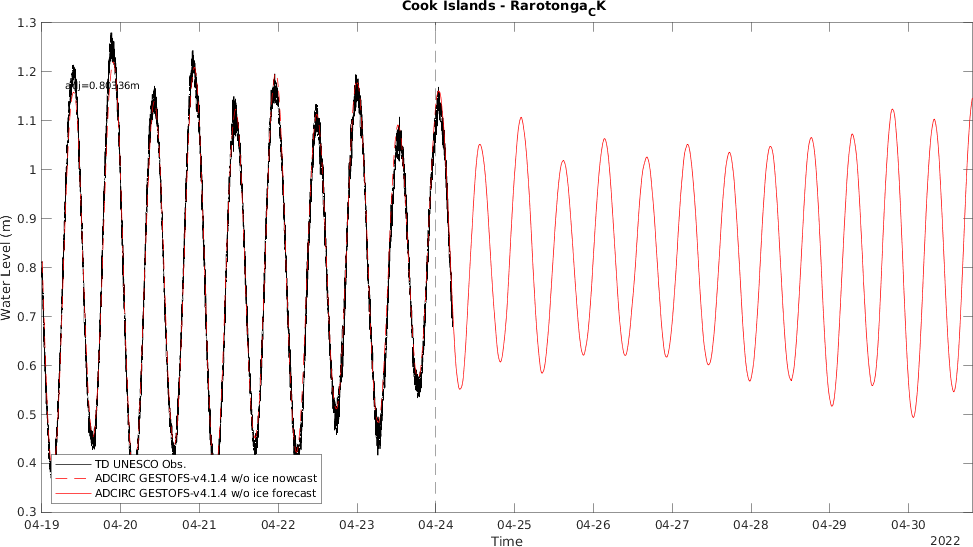 Cook Islands - Rarotonga_CK
1.3
1.2
1.1
1
0.9
0.8
0.7
0.6
0.5
0.4
0.3
Water Level (m)
adj=0.80336m
TD UNESCO Obs.
ADCIRC GESTOFS-v4.1.4 w/o ice nowcast
ADCIRC GESTOFS-v4.1.4 w/o ice forecast
04-19 04-20 04-21 04-22 04-23 04-24 04-25 04-26 04-27 04-28 04-29 04-30
Time
2022